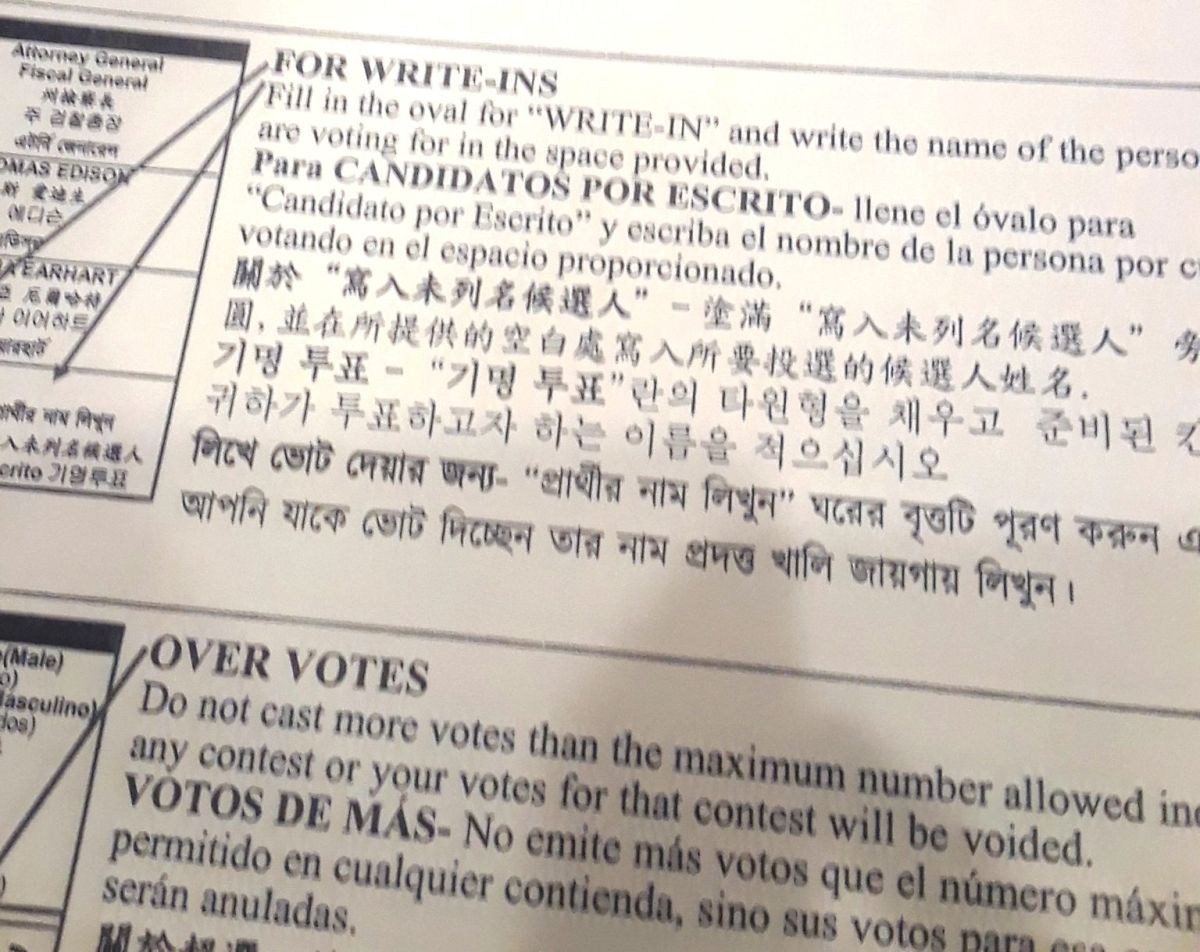 Attorney General
Fiscal General
주 검찰총장
এটর্নি জেনারেল
OMAS EDISON
에디슨
EARHART
이어하트
প্রার্থীর নাম লিখুন
入未列名候選人
crito 기명투표
FOR WRITE-INS
Fill in the oval for “WRITE-IN” and write the name of the perso
are voting for in the space provided.
Para CANDIDATOS POR ESCRITO- llene el óvalo para
“Candidato por Escrito” y escriba el nombre de la persona por c
votando en el espacio proporcionado.
關於 “寫入未列名候選人” - 塗滿 “寫入未列名候選人” 旁
圓, 並在所提供的空白處寫入所要投選的候選人姓名.
기명 투표 - “기명 투표”란의 타원형을 채우고 준비된
귀하가 투표하고자 하는 이름을 적으십시오
লিখে ভোট দেয়ার জন্য- “প্রার্থীর নাম লিখুন” ঘরের বৃত্তটি পূরণ করুন এ
আপনি যাকে ভোট দিচ্ছেন তার নাম প্রদত্ত খালি জায়গায় লিখুন।
(Male)
o)
Masculino)
dos)
OVER VOTES
Do not cast more votes than the maximum number allowed in
any contest or your votes for that contest will be voided.
VOTOS DE MÁS- No emite más votos que el número máxi
permitido en cualquier contienda, sino sus votos para esa
serán anuladas.
關於超選